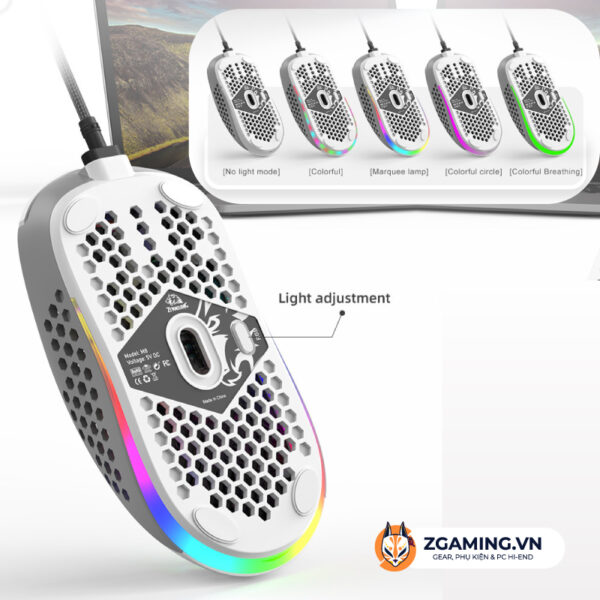 [No light mode]
[Colorful]
[Marquee lamp]
[Colorful circle]
[Colorful Breathing]
Light adjustment
Model: M8
Voltage: 5V DC
Made in China
ZGAMING.VN
GEAR, PHỤ KIỆN & PC HI-END